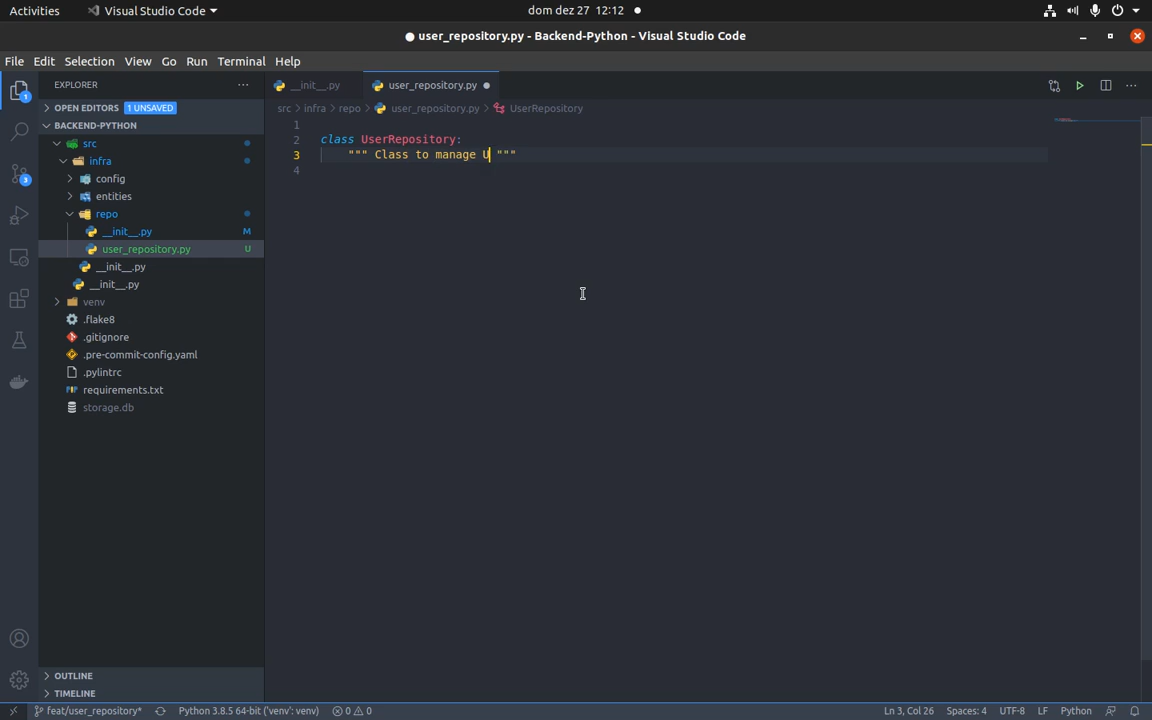 Activities Visual Studio Code dom dez 27 12:12
user_repository.py - Backend-Python - Visual Studio Code
File Edit Selection View Go Run Terminal Help
EXPLORER
__init__.py user_repository.py
OPEN EDITORS 1 UNSAVED
src > infra > repo > user_repository.py > UserRepository
BACKEND-PYTHON
src
infra
config
entities
repo
__init__.py M
user_repository.py U
__init__.py
__init__.py
venv
.flake8
.gitignore
.pre-commit-config.yaml
.pylintrc
requirements.txt
storage.db
1
2 class UserRepository:
3 """ Class to manage U """
4
OUTLINE
TIMELINE
1
3
feat/user_repository* Python 3.8.5 64-bit ('venv': venv) 0 0 Ln 3, Col 26 Spaces: 4 UTF-8 LF Python